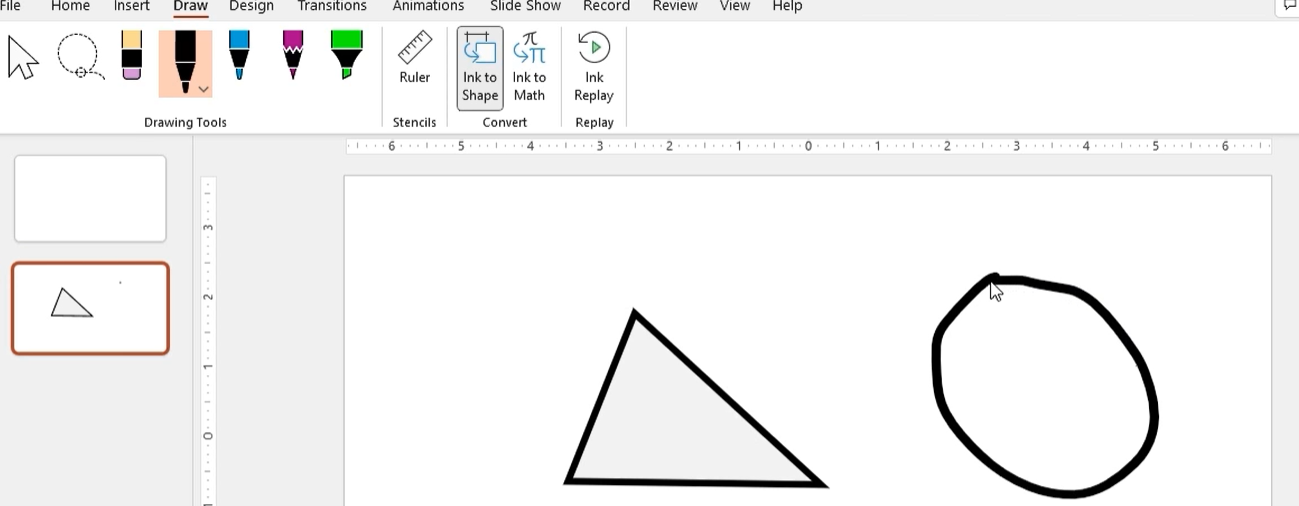 File Home Insert Draw Design Transitions Animations Slide Show Record Review View Help
Ruler
Ink to Shape
Ink to Math
Ink Replay
Drawing Tools Stencils Convert Replay
6 5 4 3 2 1 0 1 2 3 4 5 6
3
2
1
0